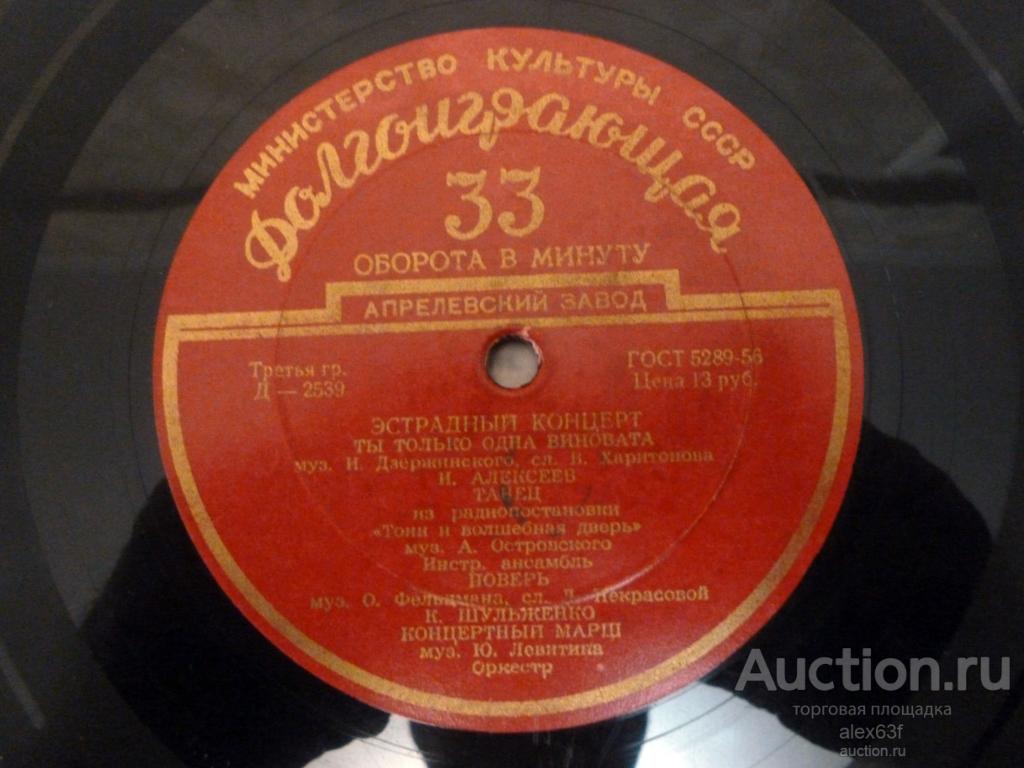 МИНИСТЕРСТВО КУЛЬТУРЫ СССР
Долгоиграющая
33
ОБОРОТА В МИНУТУ
АПРЕЛЕВСКИЙ ЗАВОД
Третья гр.
Д — 2539
ГОСТ 5289-56
Цена 13 руб.
ЭСТРАДНЫЙ КОНЦЕРТ
ТЫ ТОЛЬКО ОДНА ВИНОВАТА
муз. И. Дзержинского, сл. В. Харитонова
И. АЛЕКСЕЕВ
ТАНЕЦ
из радиопостановки
«Тонн и волшебная дверь»
муз. А. Островского
Инстр. ансамбль
ПОВЕРЬ
муз. О. Фельцмана, сл. Некрасовой
К. ШУЛЬЖЕНКО
КОНЦЕРТНЫЙ МАРШ
муз. Ю. Левитина
Оркестр
Auction.ru
торговая площадка
alex63f
auction.ru